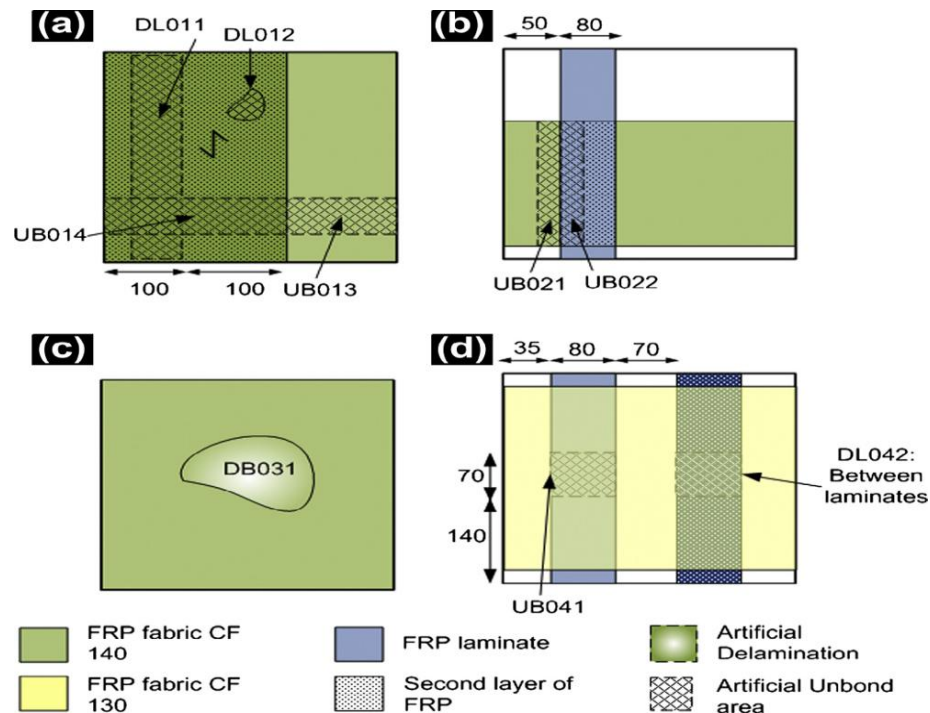 (a)
DL011
DL012
UB014
UB013
100
100
(b)
50
80
UB021
UB022
(c)
DB031
(d)
35
80
70
70
140
DL042:
Between
laminates
UB041
FRP fabric CF
140
FRP laminate
Artificial
Delamination
FRP fabric CF
130
Second layer of
FRP
Artificial Unbond
area